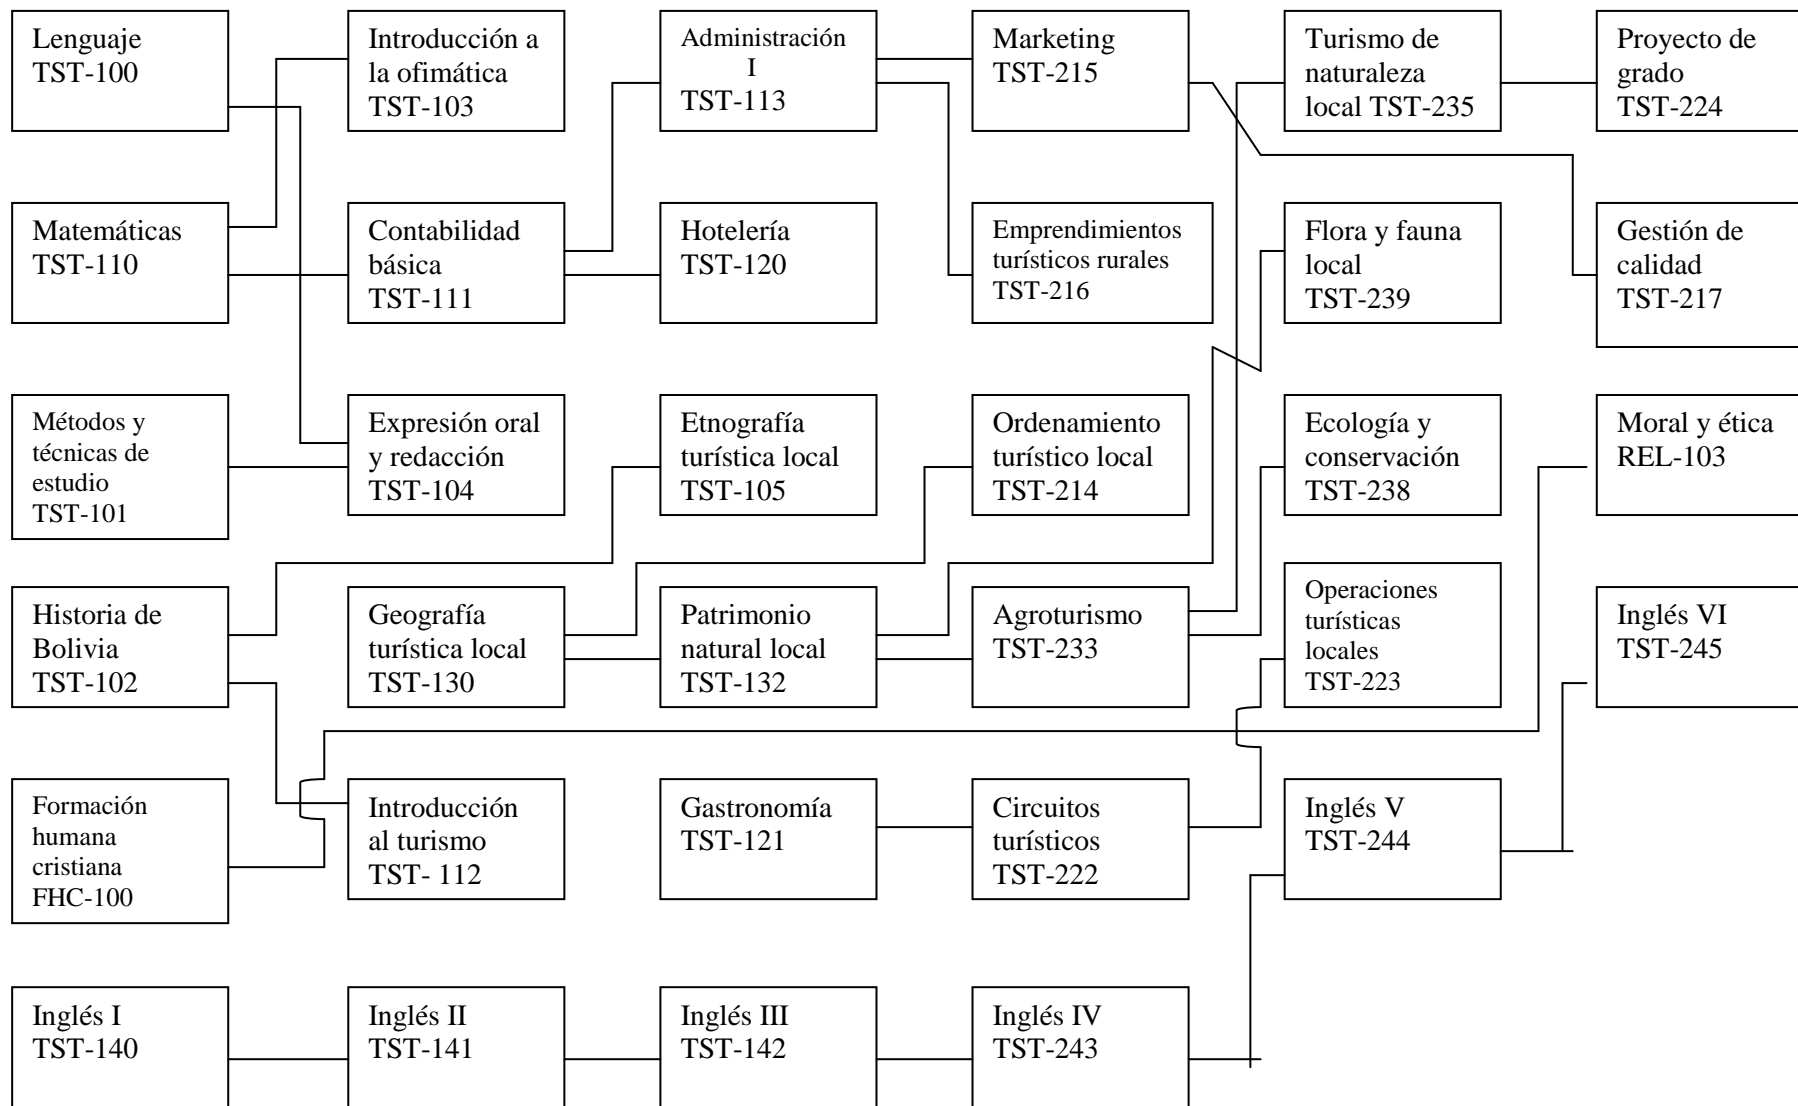 Lenguaje
TST-100
Introducción a
la ofimática
TST-103
Administración
I
TST-113
Marketing
TST-215
Turismo de
naturaleza
local TST-235
Proyecto de
grado
TST-224
Matemáticas
TST-110
Contabilidad
básica
TST-111
Hotelería
TST-120
Emprendimientos
turísticos rurales
TST-216
Flora y fauna
local
TST-239
Gestión de
calidad
TST-217
Métodos y
técnicas de
estudio
TST-101
Expresión oral
y redacción
TST-104
Etnografía
turística local
TST-105
Ordenamiento
turístico local
TST-214
Ecología y
conservación
TST-238
Moral y ética
REL-103
Historia de
Bolivia
TST-102
Geografía
turística local
TST-130
Patrimonio
natural local
TST-132
Agroturismo
TST-233
Operaciones
turísticas
locales
TST-223
Inglés VI
TST-245
Formación
humana
cristiana
FHC-100
Introducción
al turismo
TST- 112
Gastronomía
TST-121
Circuitos
turísticos
TST-222
Inglés V
TST-244
Inglés I
TST-140
Inglés II
TST-141
Inglés III
TST-142
Inglés IV
TST-243